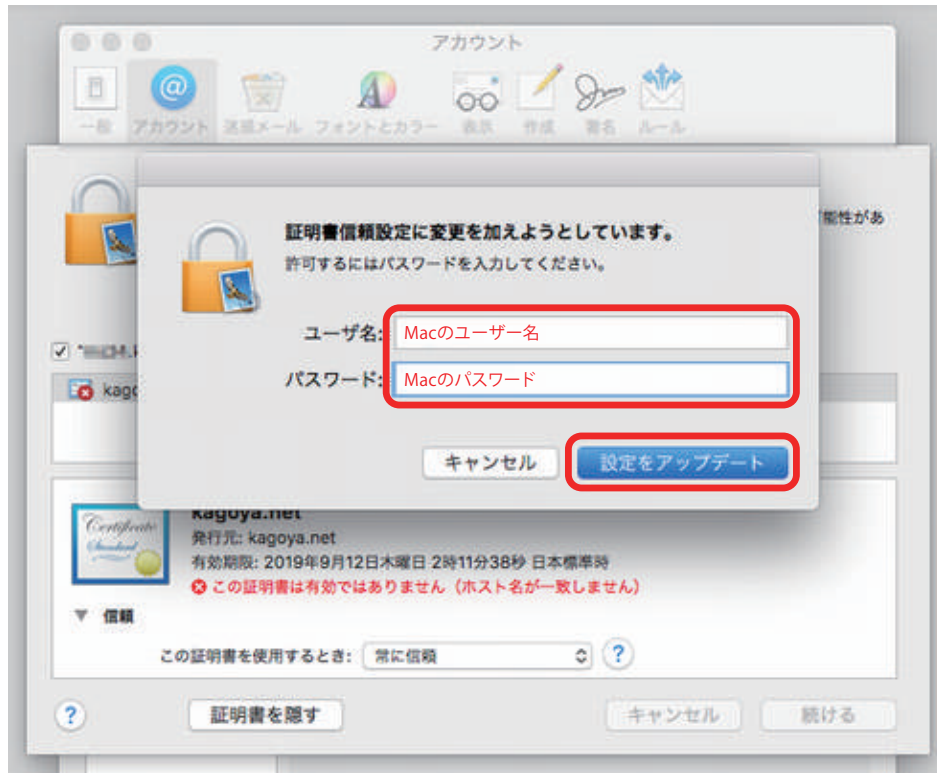 アカウント
一般 アカウント 迷惑メール フォントとカラー 表示 作成 署名 ルール
能性があ
証明書信頼設定に変更を加えようとしています。
許可するにはパスワードを入力してください。
ユーザ名: Macのユーザー名
パスワード: Macのパスワード
キャンセル 設定をアップデート
kago
Certificate
Standard
kagoya.net
発行元: kagoya.net
有効期限: 2019年9月12日木曜日 2時11分38秒 日本標準時
この証明書は有効ではありません（ホスト名が一致しません）
▼ 信頼
この証明書を使用するとき: 常に信頼 ?
? 証明書を隠す キャンセル 続ける